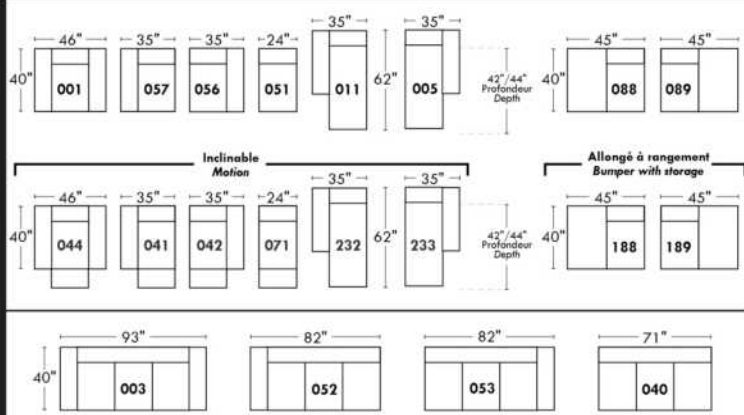 46" 35" 35" 24" 35" 35" 45" 45"
40" 001 057 056 051 011 62" 005 42"/44" Profondeur Depth 40" 088 089
Inclinable
Motion
Allongé à rangement
Bumper with storage
46" 35" 35" 24" 35" 35" 45" 45"
40" 044 041 042 071 232 62" 233 42"/44" Profondeur Depth 40" 188 189
93" 82" 82" 71"
40" 003 052 053 040